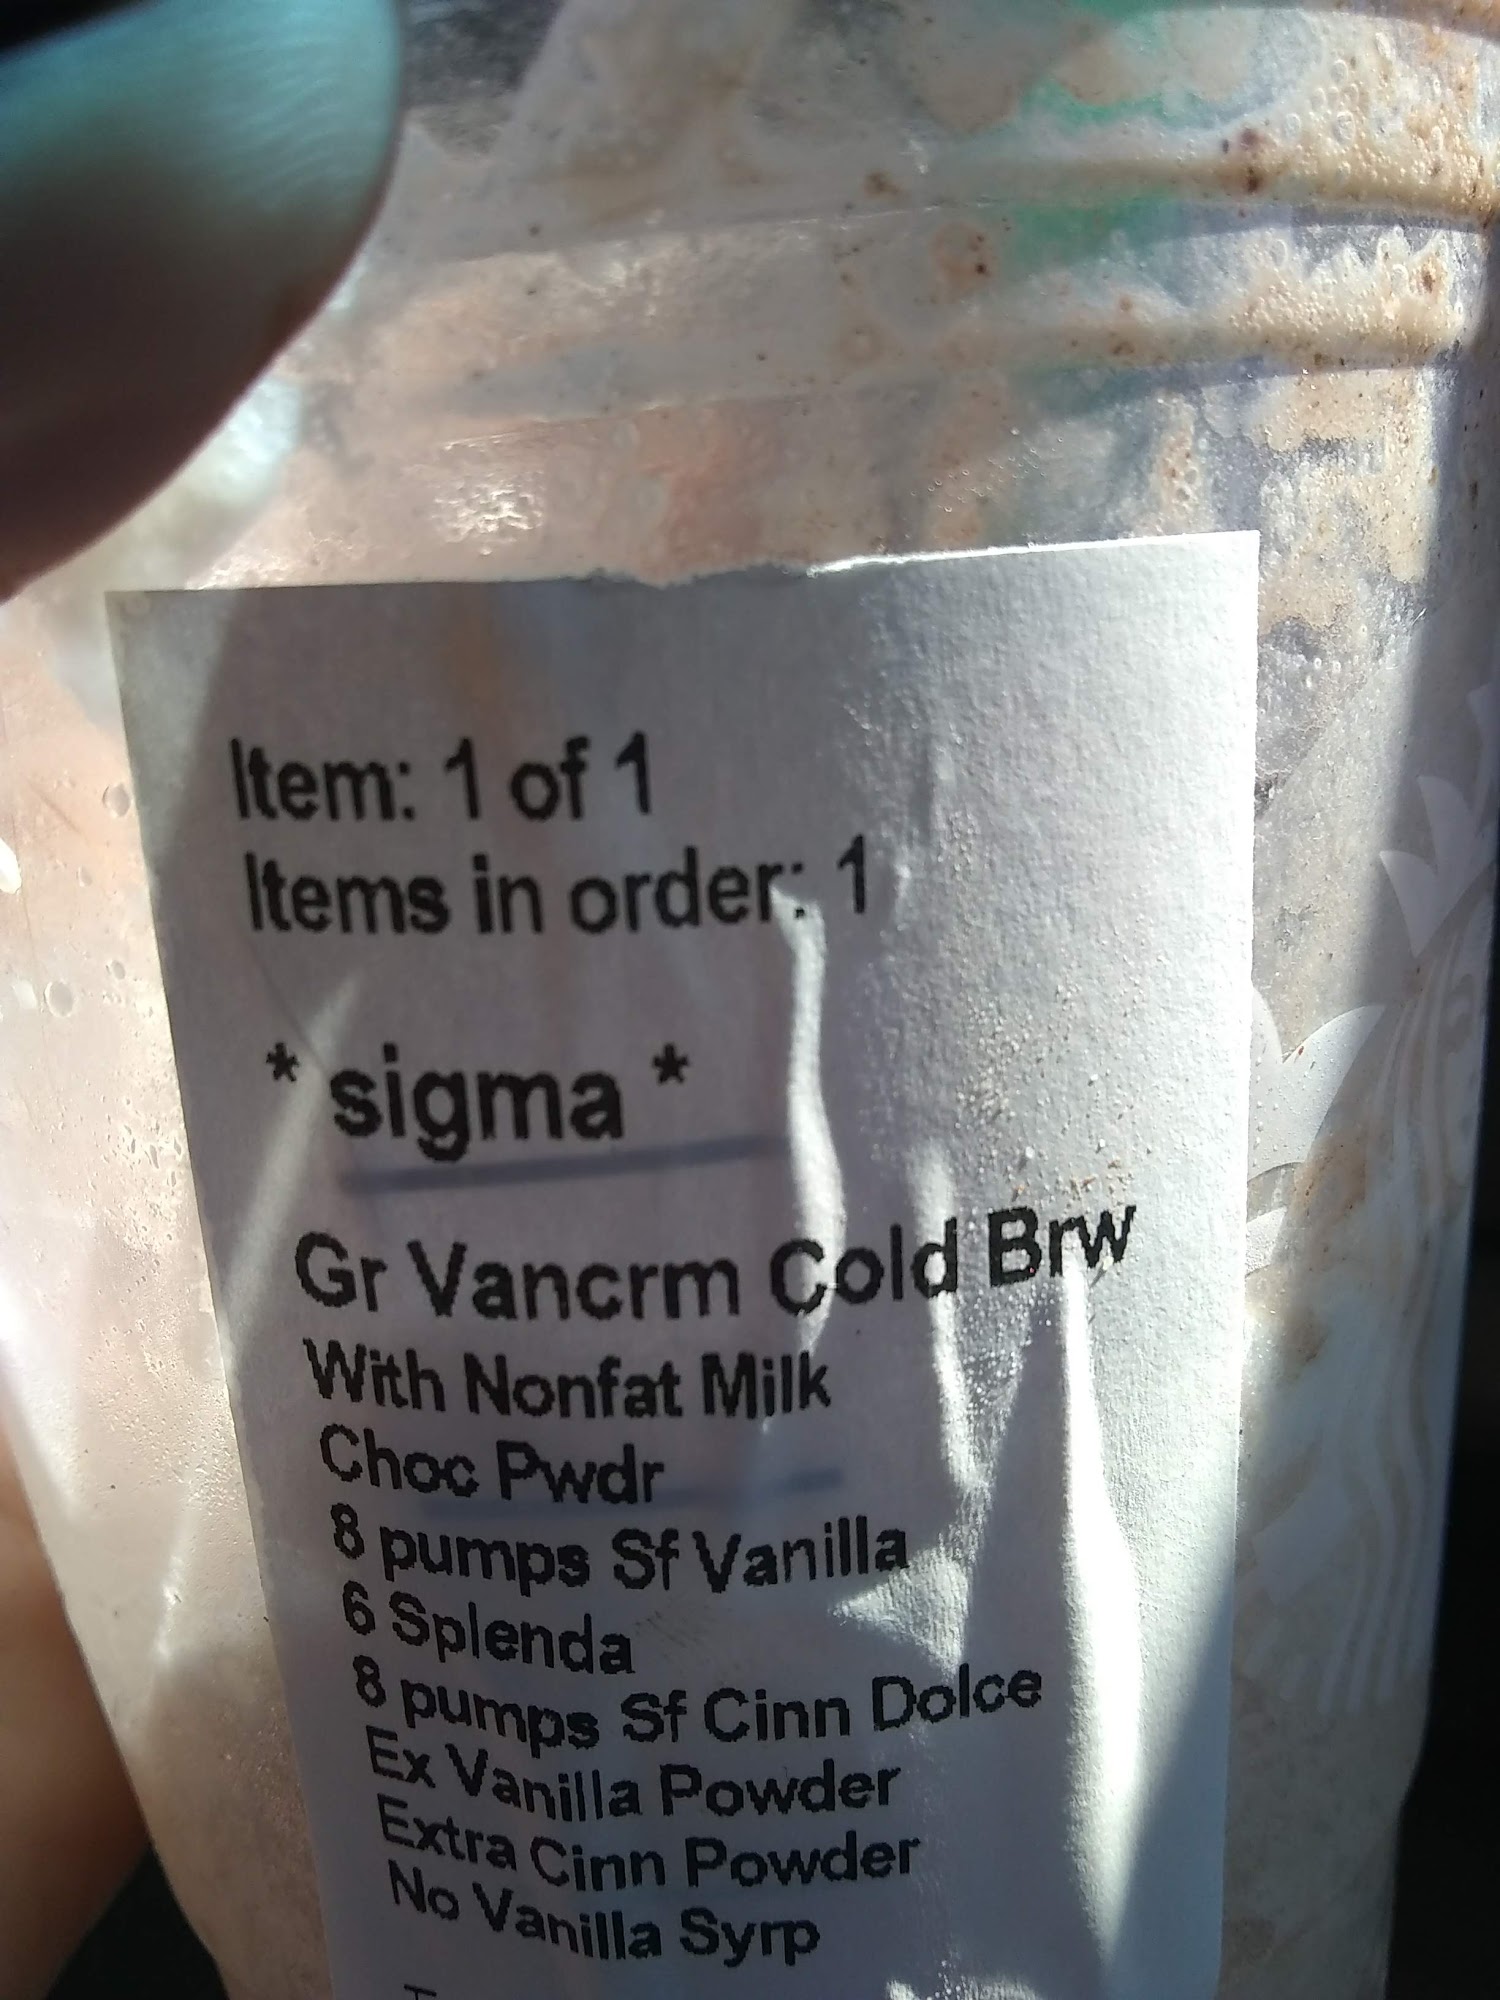 Item: 1 of 1
Items in order: 1
* sigma *
Gr Vancrm Cold Brw
With Nonfat Milk
Choc Pwdr
8 pumps Sf Vanilla
6 Splenda
8 pumps Sf Cinn Dolce
Ex Vanilla Powder
Extra Cinn Powder
No Vanilla Syrp